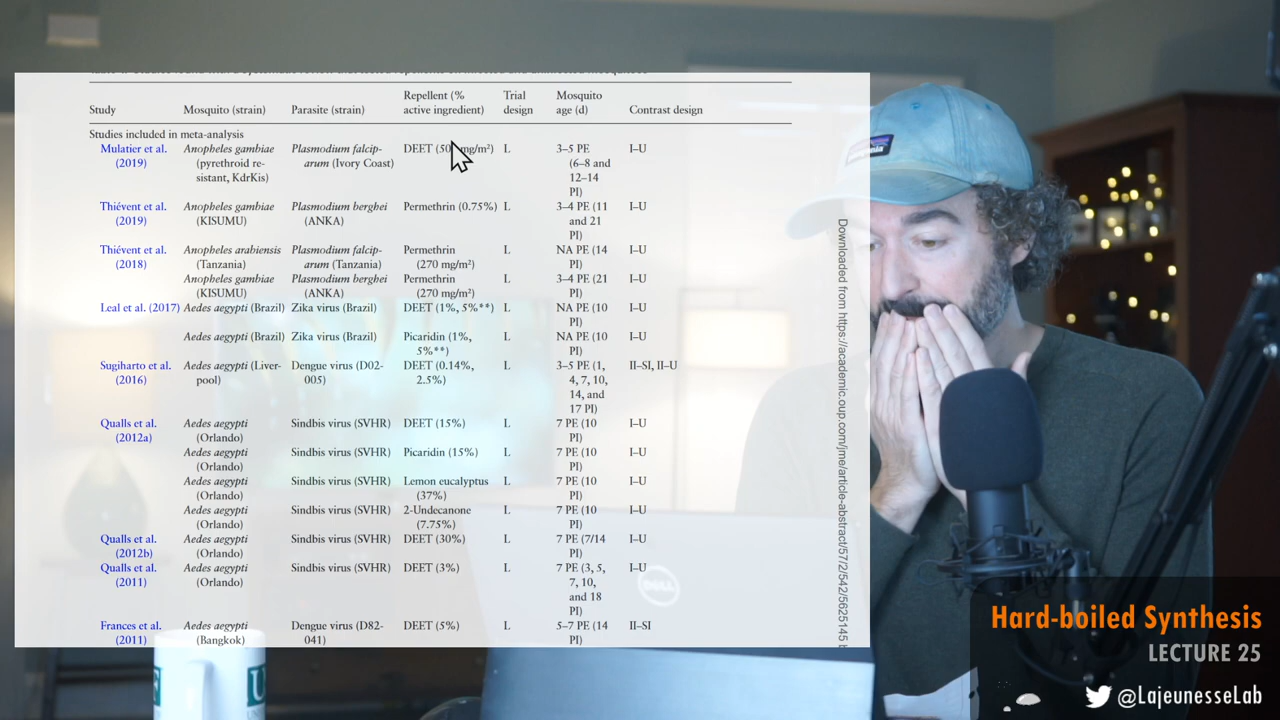 Study
Mosquito (strain)
Parasite (strain)
Repellent (%
active ingredient)
Trial
design
Mosquito
age (d)
Contrast design
Studies included in meta-analysis
Mulatier et al. Anopheles gambiae Plasmodium falcip- DEET (50 mg/m²) L 3–5 PE I–U
(2019) (pyrethroid re- arum (Ivory Coast) (6–8 and
sistant, KdrKis) 12–14
PI)
Thiévent et al. Anopheles gambiae Plasmodium berghei Permethrin (0.75%) L 3–4 PE (11 I–U
(2019) (KISUMU) (ANKA) and 21
PI)
Thiévent et al. Anopheles arabiensis Plasmodium falcip- Permethrin L NA PE (14 I–U
(2018) (Tanzania) arum (Tanzania) (270 mg/m²) PI)
Anopheles gambiae Plasmodium berghei Permethrin L 3–4 PE (21 I–U
(KISUMU) (ANKA) (270 mg/m²) PI)
Leal et al. (2017) Aedes aegypti (Brazil) Zika virus (Brazil) DEET (1%, 5%**) L NA PE (10 I–U
PI)
Aedes aegypti (Brazil) Zika virus (Brazil) Picaridin (1%, L NA PE (10 I–U
5%**) PI)
Sugiharto et al. Aedes aegypti (Liver- Dengue virus (D02- DEET (0.14%, L 3–5 PE (1, II–SI, II–U
(2016) pool) 005) 2.5%) 4, 7, 10,
14, and
17 PI)
Qualls et al. Aedes aegypti Sindbis virus (SVHR) DEET (15%) L 7 PE (10 I–U
(2012a) (Orlando) PI)
Aedes aegypti Sindbis virus (SVHR) Picaridin (15%) L 7 PE (10 I–U
(Orlando) PI)
Aedes aegypti Sindbis virus (SVHR) Lemon eucalyptus L 7 PE (10 I–U
(Orlando) (37%) PI)
Aedes aegypti Sindbis virus (SVHR) 2-Undecanone L 7 PE (10 I–U
(Orlando) (7.75%) PI)
Qualls et al. Aedes aegypti Sindbis virus (SVHR) DEET (30%) L 7 PE (7/14 I–U
(2012b) (Orlando) PI)
Qualls et al. Aedes aegypti Sindbis virus (SVHR) DEET (3%) L 7 PE (3, 5, I–U
(2011) (Orlando) 7, 10,
and 18
PI)
Frances et al. Aedes aegypti Dengue virus (D82- DEET (5%) L 5–7 PE (14 II–SI
(2011) (Bangkok) 041) PI)
Downloaded from https://academic.oup.com/jme/article-abstract/57/2/542/5625145
DELL
U
Hard-boiled Synthesis
LECTURE 25
@LajeunesseLab